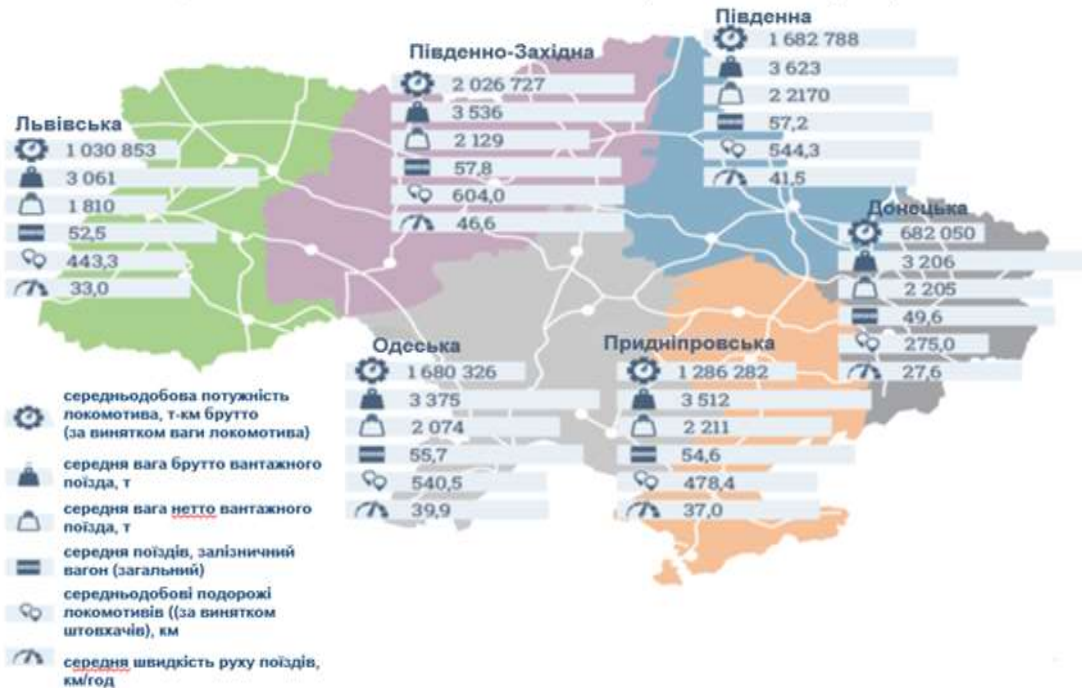 Південна
1 682 788
3 623
2 2170
57,2
544,3
41,5
Південно-Західна
2 026 727
3 536
2 129
57,8
604,0
46,6
Львівська
1 030 853
3 061
1 810
52,5
443,3
33,0
Донецька
682 050
3 206
2 205
49,6
275,0
27,6
Одеська
1 680 326
3 375
2 074
55,7
540,5
39,9
Придніпровська
1 286 282
3 512
2 211
54,6
478,4
37,0
середньодобова потужність
локомотива, т-км брутто
(за винятком ваги локомотива)
середня вага брутто вантажного
поїзда, т
середня вага нетто вантажного
поїзда, т
середня поїздів, залізничний
вагон (загальний)
середньодобові подорожі
локомотивів ((за винятком
штовхачів), км
середня швидкість руху поїздів,
км/год